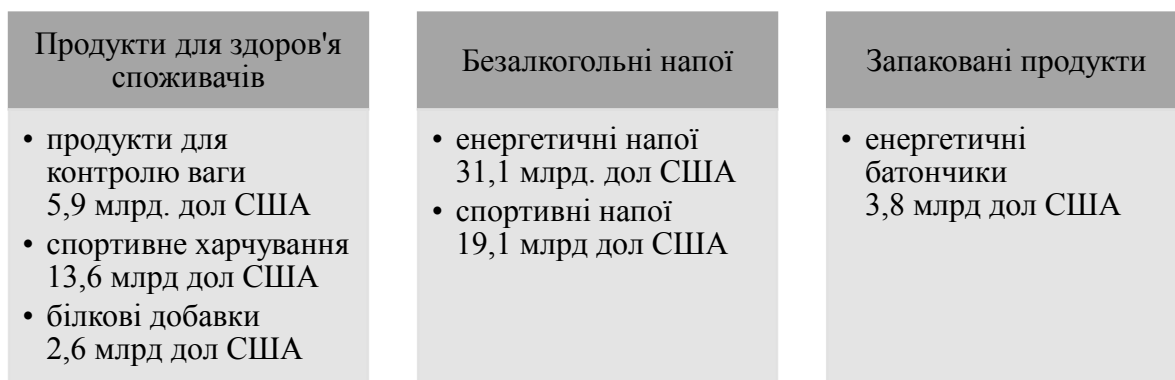 Продукти для здоров'я
споживачів
• продукти для
контролю ваги
5,9 млрд. дол США
• спортивне харчування
13,6 млрд дол США
• білкові добавки
2,6 млрд дол США
Безалкогольні напої
• енергетичні напої
31,1 млрд. дол США
• спортивні напої
19,1 млрд дол США
Запаковані продукти
• енергетичні
батончики
3,8 млрд дол США